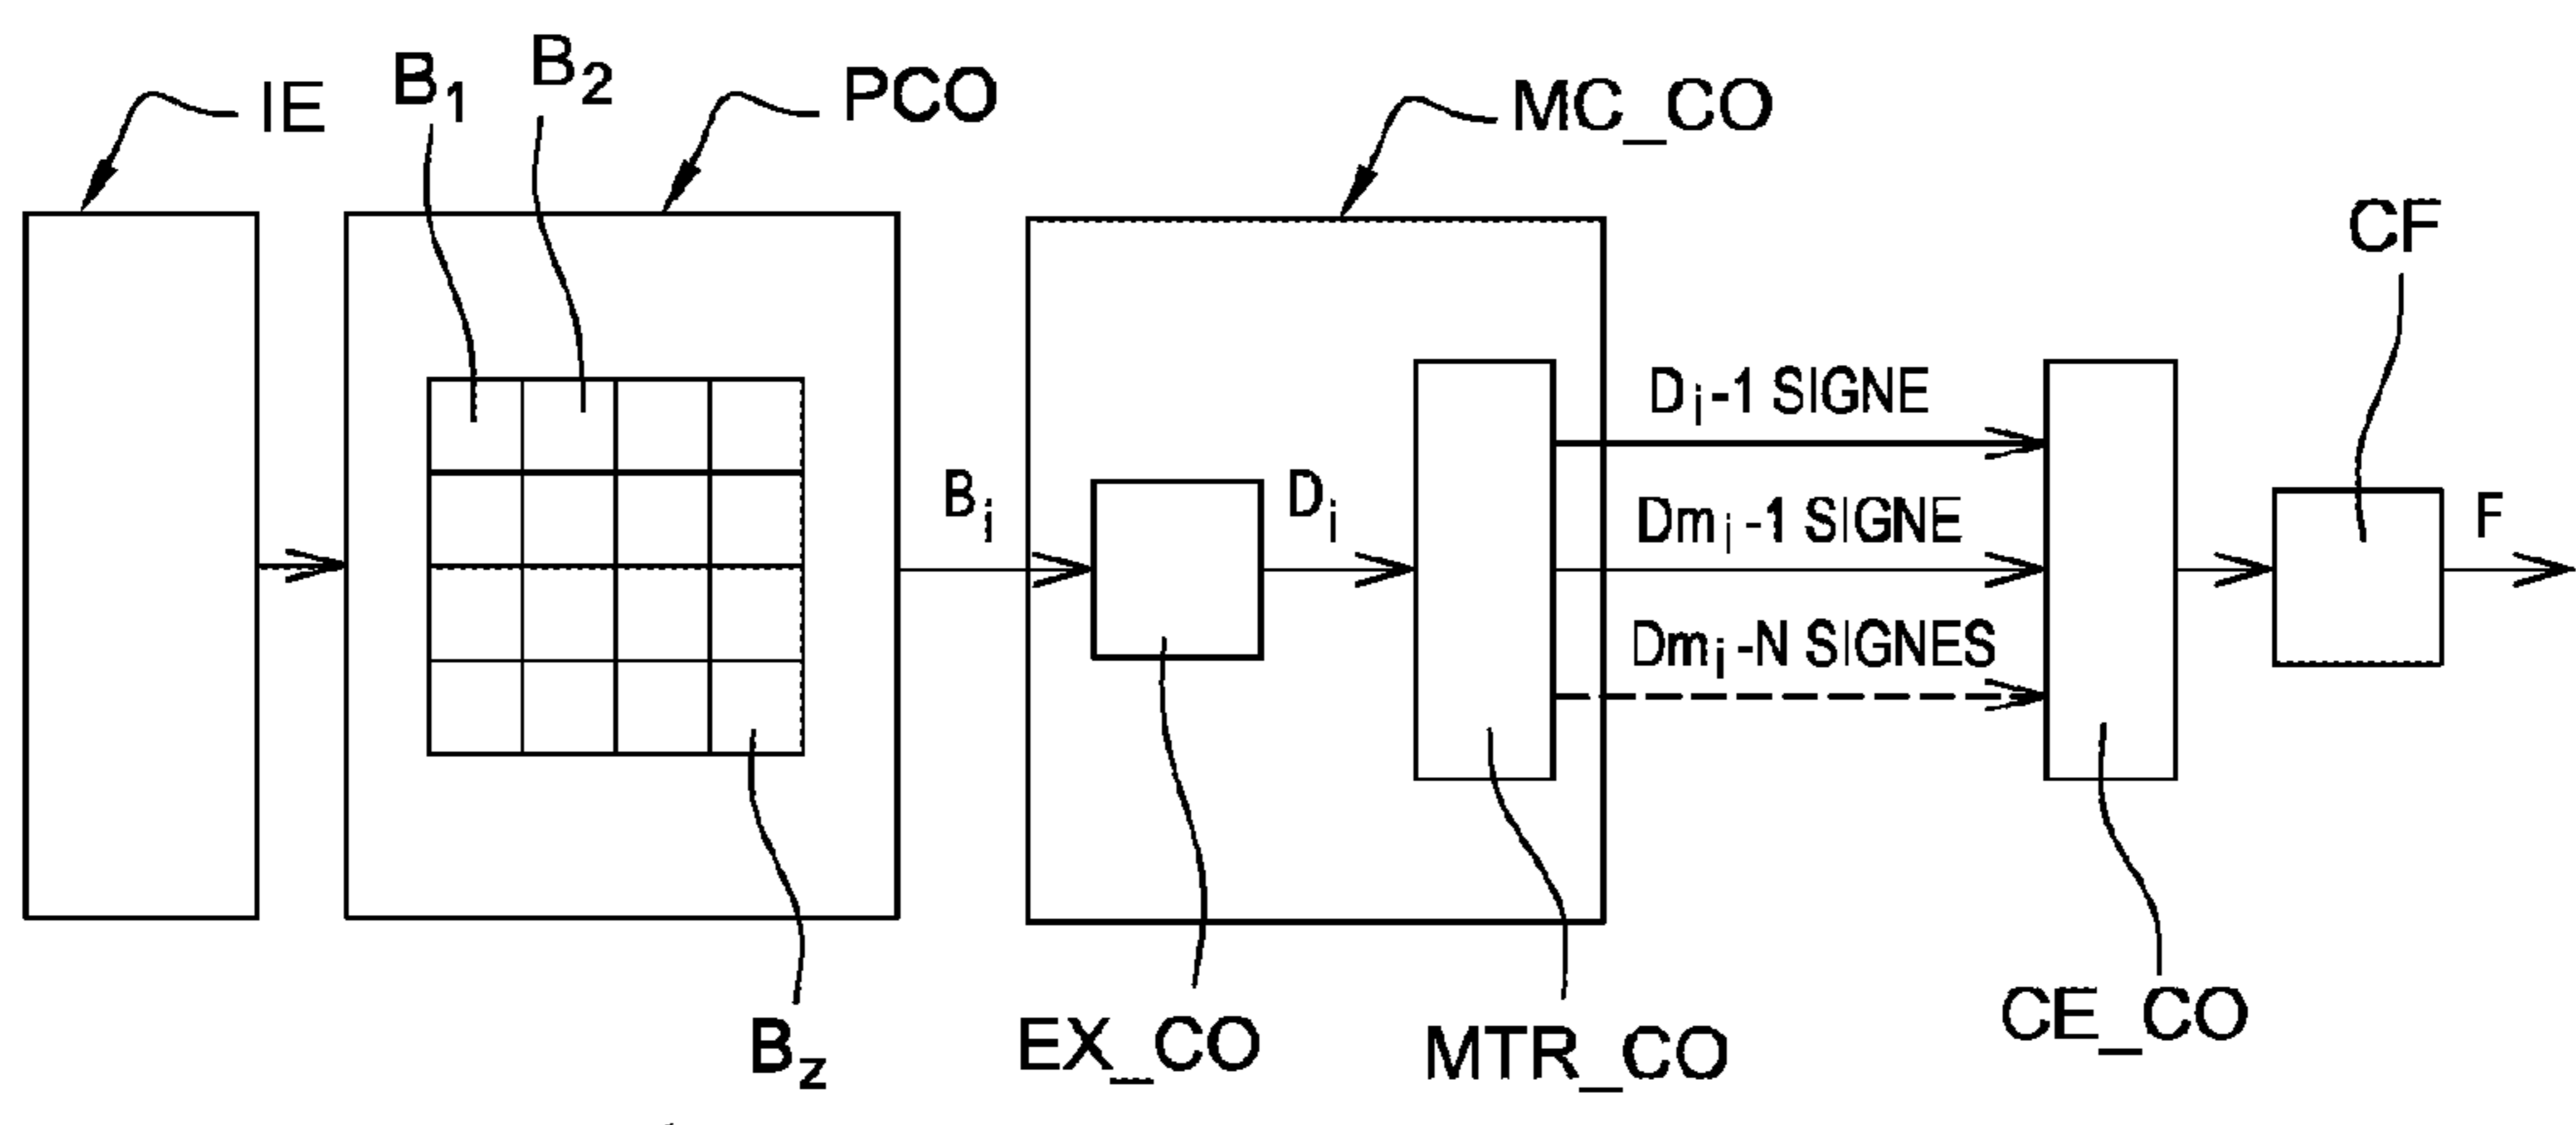 IE
B1
B2
PCO
MC_CO
CF
Bi
Di
Di-1 SIGNE
Dmi-1 SIGNE
Dmi-N SIGNES
F
Bz
EX_CO
MTR_CO
CE_CO